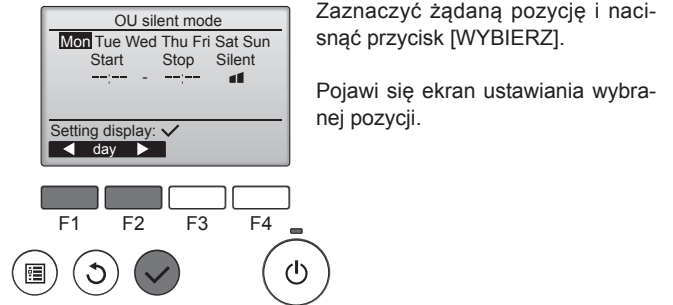 OU silent mode
Mon Tue Wed Thu Fri Sat Sun
Start Stop Silent
--:-- - --:--
Setting display: ✓
◀ day ▶
F1 F2 F3 F4
Zaznaczyć żądaną pozycję i naci-
snąć przycisk [WYBIERZ].
Pojawi się ekran ustawiania wybra-
nej pozycji.